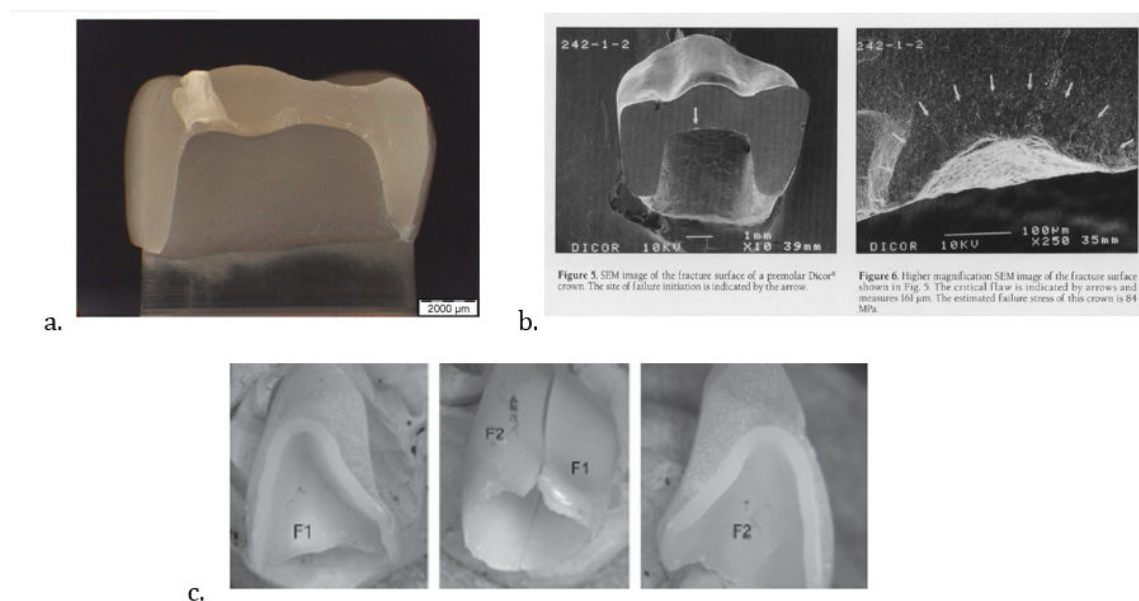 2000 µm
a.
242-1-2
1mm
DICOR 10KV X10 39mm
Figure 5. SEM image of the fracture surface of a premolar Dicor®
crown. The site of failure initiation is indicated by the arrow.
242-1-2
100µm
DICOR 10KV X250 35mm
Figure 6. Higher magnification SEM image of the fracture surface
shown in Fig. 5. The critical flaw is indicated by arrows and
measures 161 µm. The estimated failure stress of this crown is 84
MPa.
b.
F1
F2
F1
F2
c.